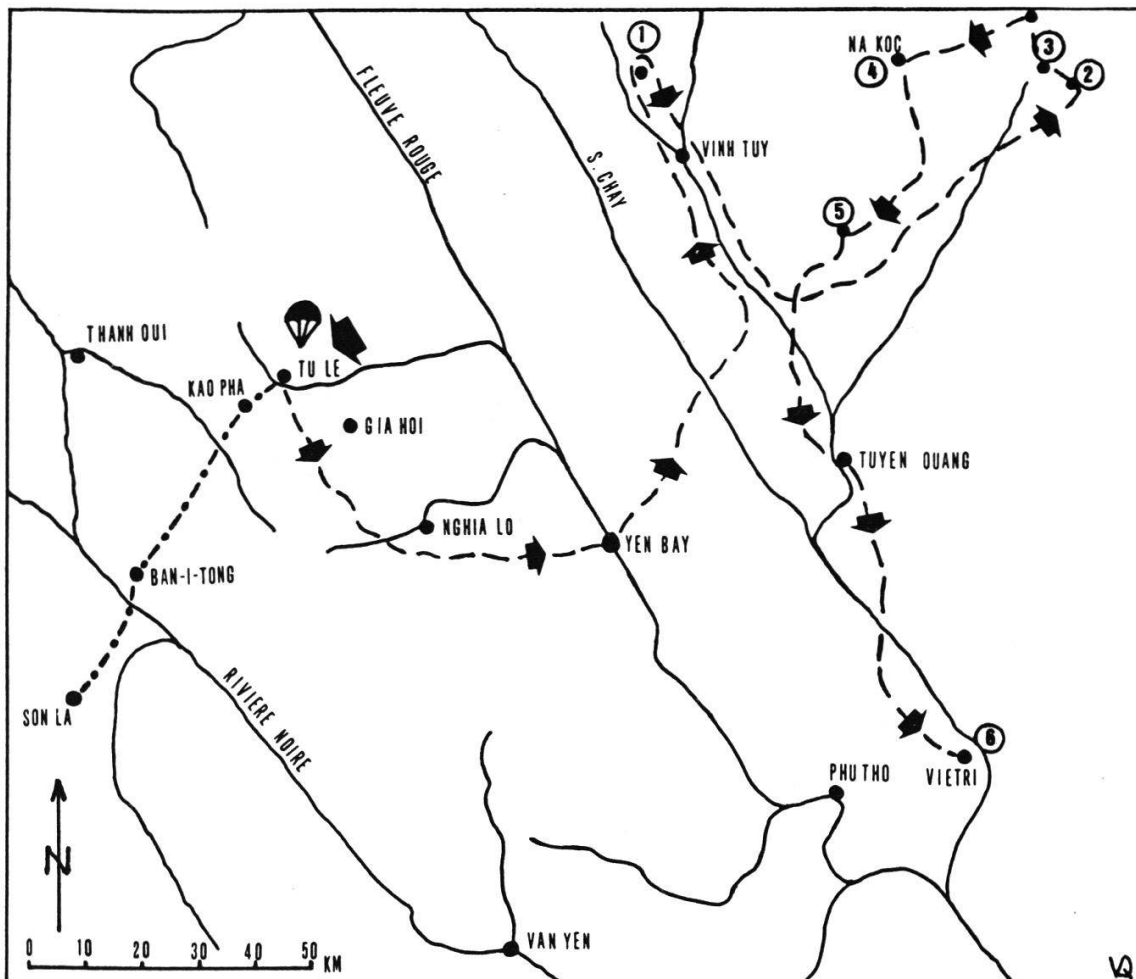 1
NA KOC
3
4
2
FLEUVE ROUGE
S. CHAY
VINH TUY
5
THANH OUI
TU LE
KAO PHA
GIA HOI
TUYEN QUANG
NGHIA LO
YEN BAY
BAN-I-TONG
SON LA
RIVIERE NOIRE
6
PHU THO
VIETRI
N
VAN YEN
0 10 20 30 40 50
KM